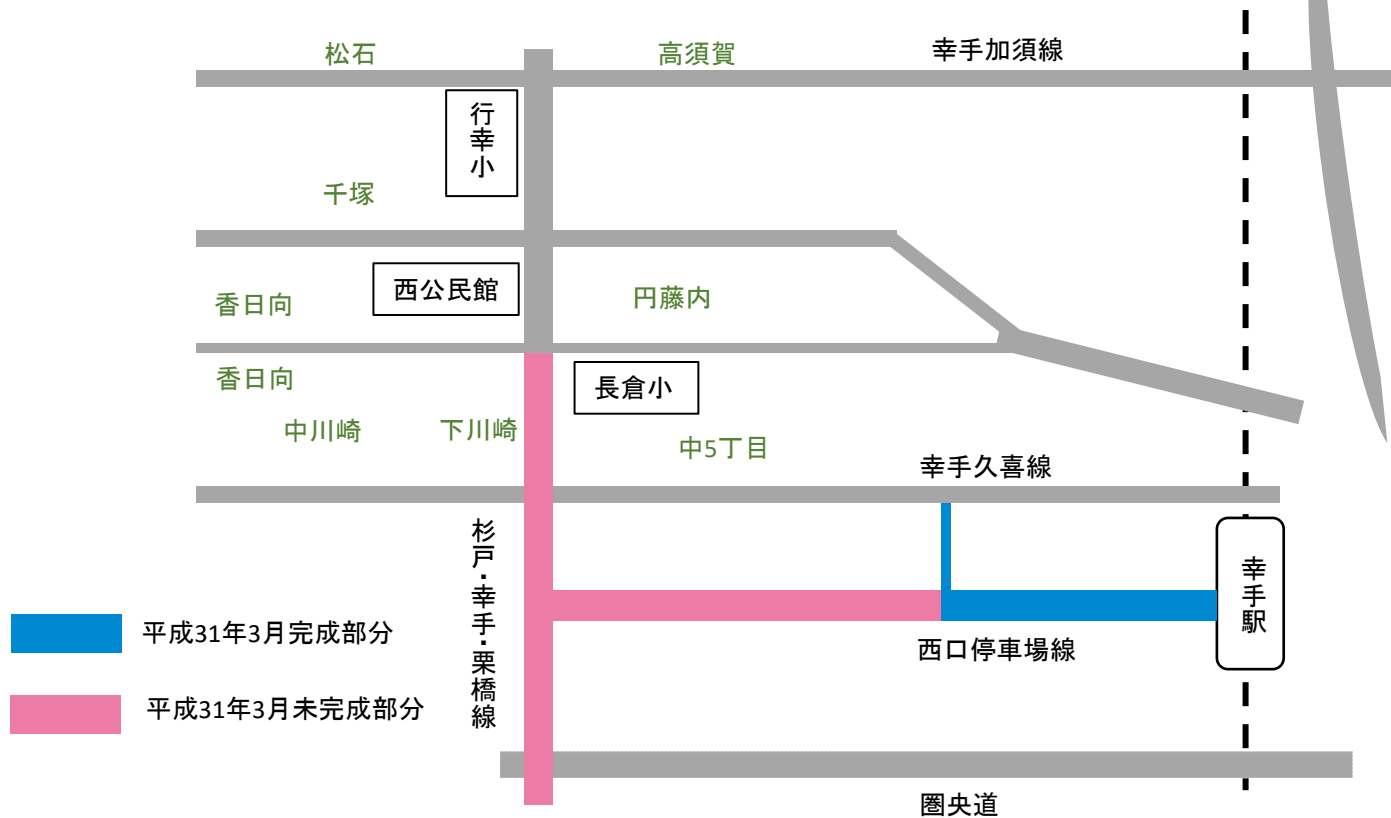 松石
高須賀
幸手加須線
行幸小
千塚
西公民館
香日向
円藤内
香日向
長倉小
中川崎
下川崎
中5丁目
幸手久喜線
杉戸・幸手・栗橋線
幸手駅
平成31年3月完成部分
西口停車場線
平成31年3月未完成部分
圏央道